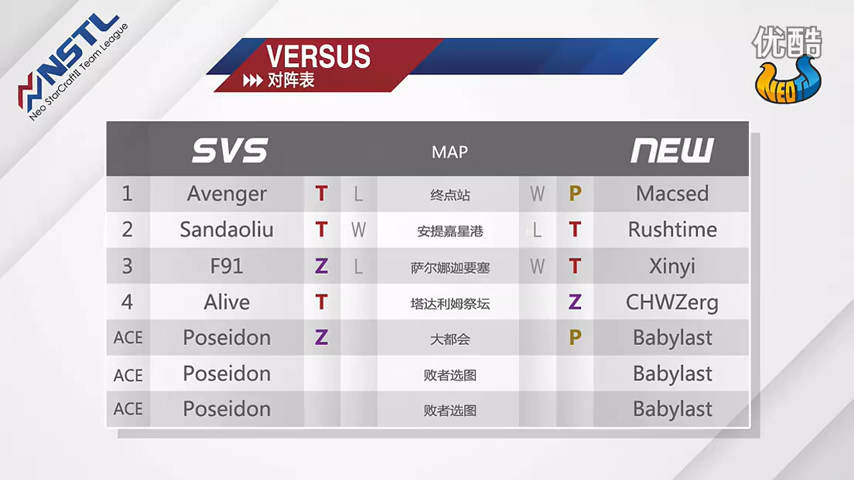 NSTL
Neo StarCraftII Team League
VERSUS
对阵表
优酷
NEOTV
SVS MAP NEW
1 Avenger T L 终点站 W P Macsed
2 Sandaoliu T W 安提嘉星港 L T Rushtime
3 F91 Z L 萨尔娜迦要塞 W T Xinyi
4 Alive T 塔达利姆祭坛 Z CHWZerg
ACE Poseidon Z 大都会 P Babylast
ACE Poseidon 败者选图 Babylast
ACE Poseidon 败者选图 Babylast